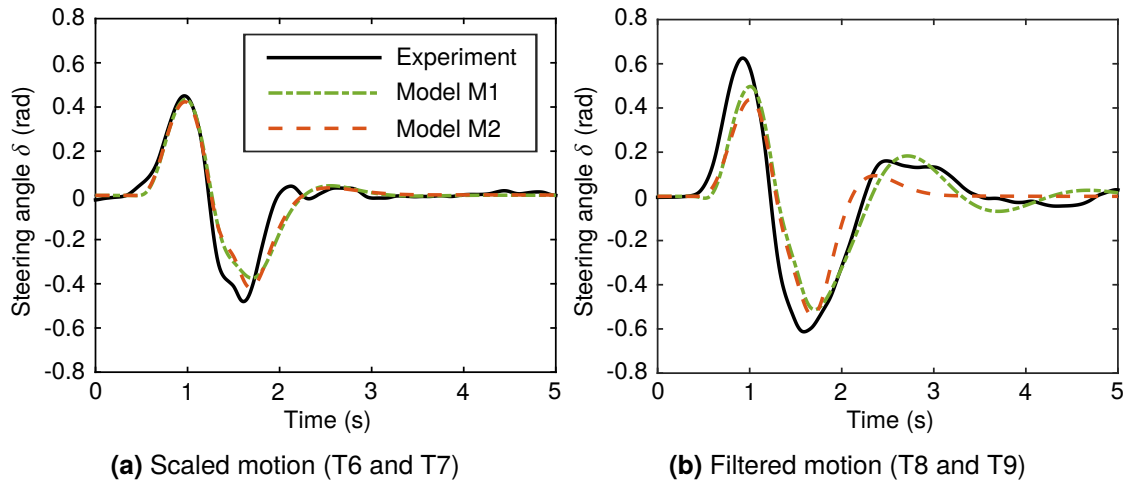 0.8
0.6
0.4
0.2
0
-0.2
-0.4
-0.6
-0.8
Steering angle δ (rad)
0 1 2 3 4 5
Time (s)
Experiment
Model M1
Model M2
(a) Scaled motion (T6 and T7)
0.8
0.6
0.4
0.2
0
-0.2
-0.4
-0.6
-0.8
Steering angle δ (rad)
0 1 2 3 4 5
Time (s)
(b) Filtered motion (T8 and T9)